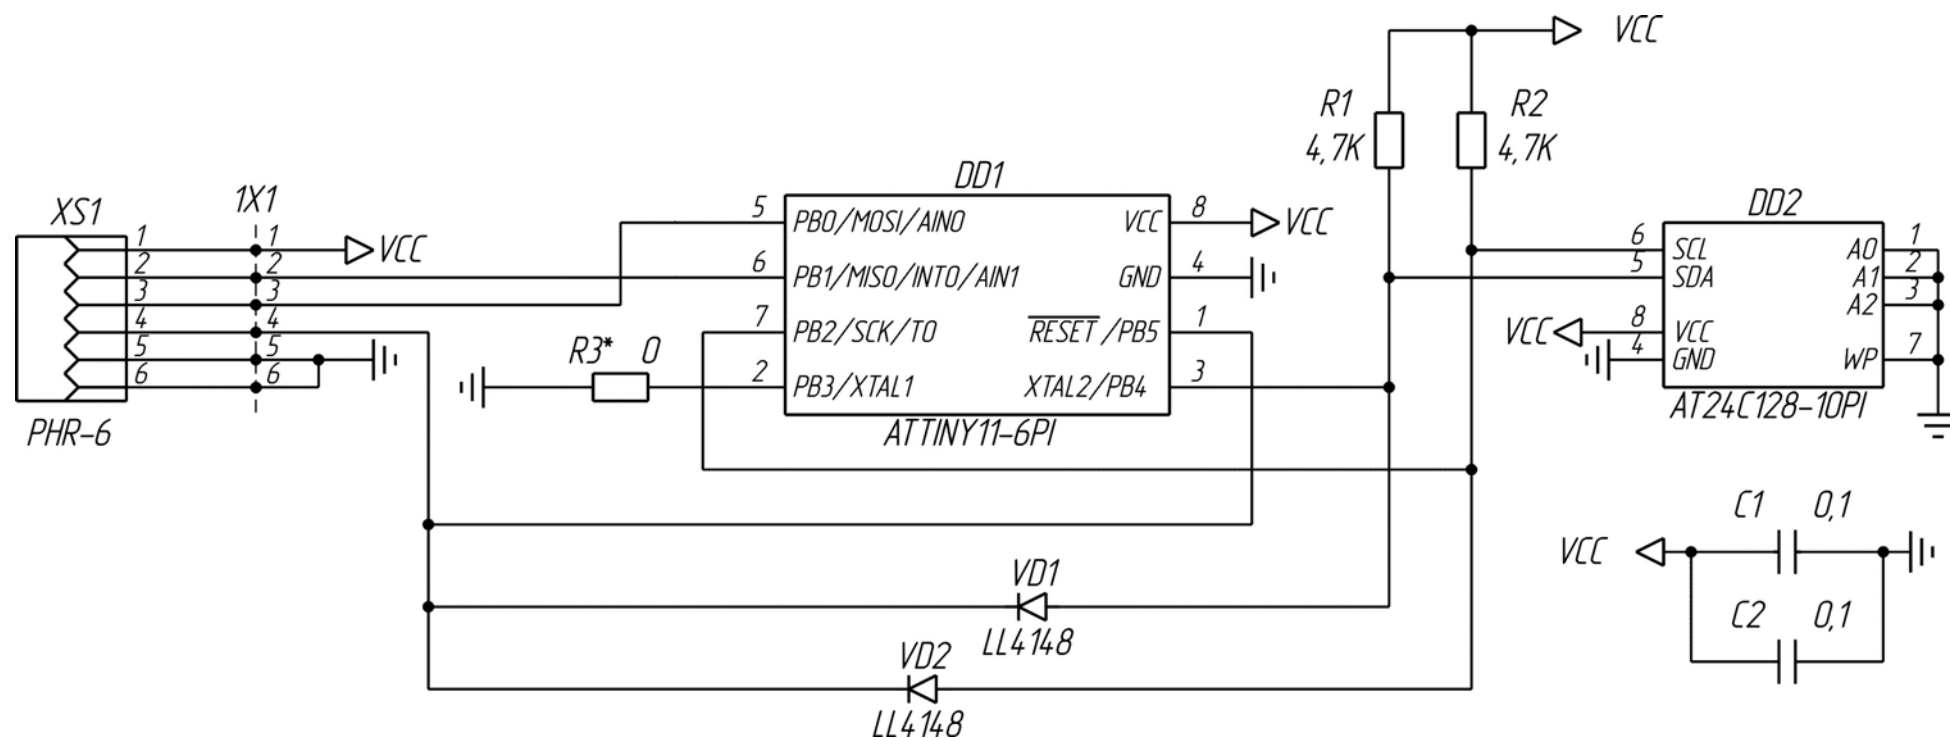 VCC
R1
4,7K
R2
4,7K
XS1
1X1
1 1
2 2
3 3
4 4
5 5
6 6
VCC
PHR-6
R3* 0
DD1
5 PB0/MOSI/AIN0 VCC 8 VCC
6 PB1/MISO/INT0/AIN1 GND 4
7 PB2/SCK/T0 RESET/PB5 1
2 PB3/XTAL1 XTAL2/PB4 3
ATTINY11-6PI
DD2
6 SCL A0 1
5 SDA A1 2
A2 3
VCC 8 VCC
4 GND WP 7
AT24C128-10PI
VD1
LL4148
VD2
LL4148
C1 0,1
VCC
C2 0,1